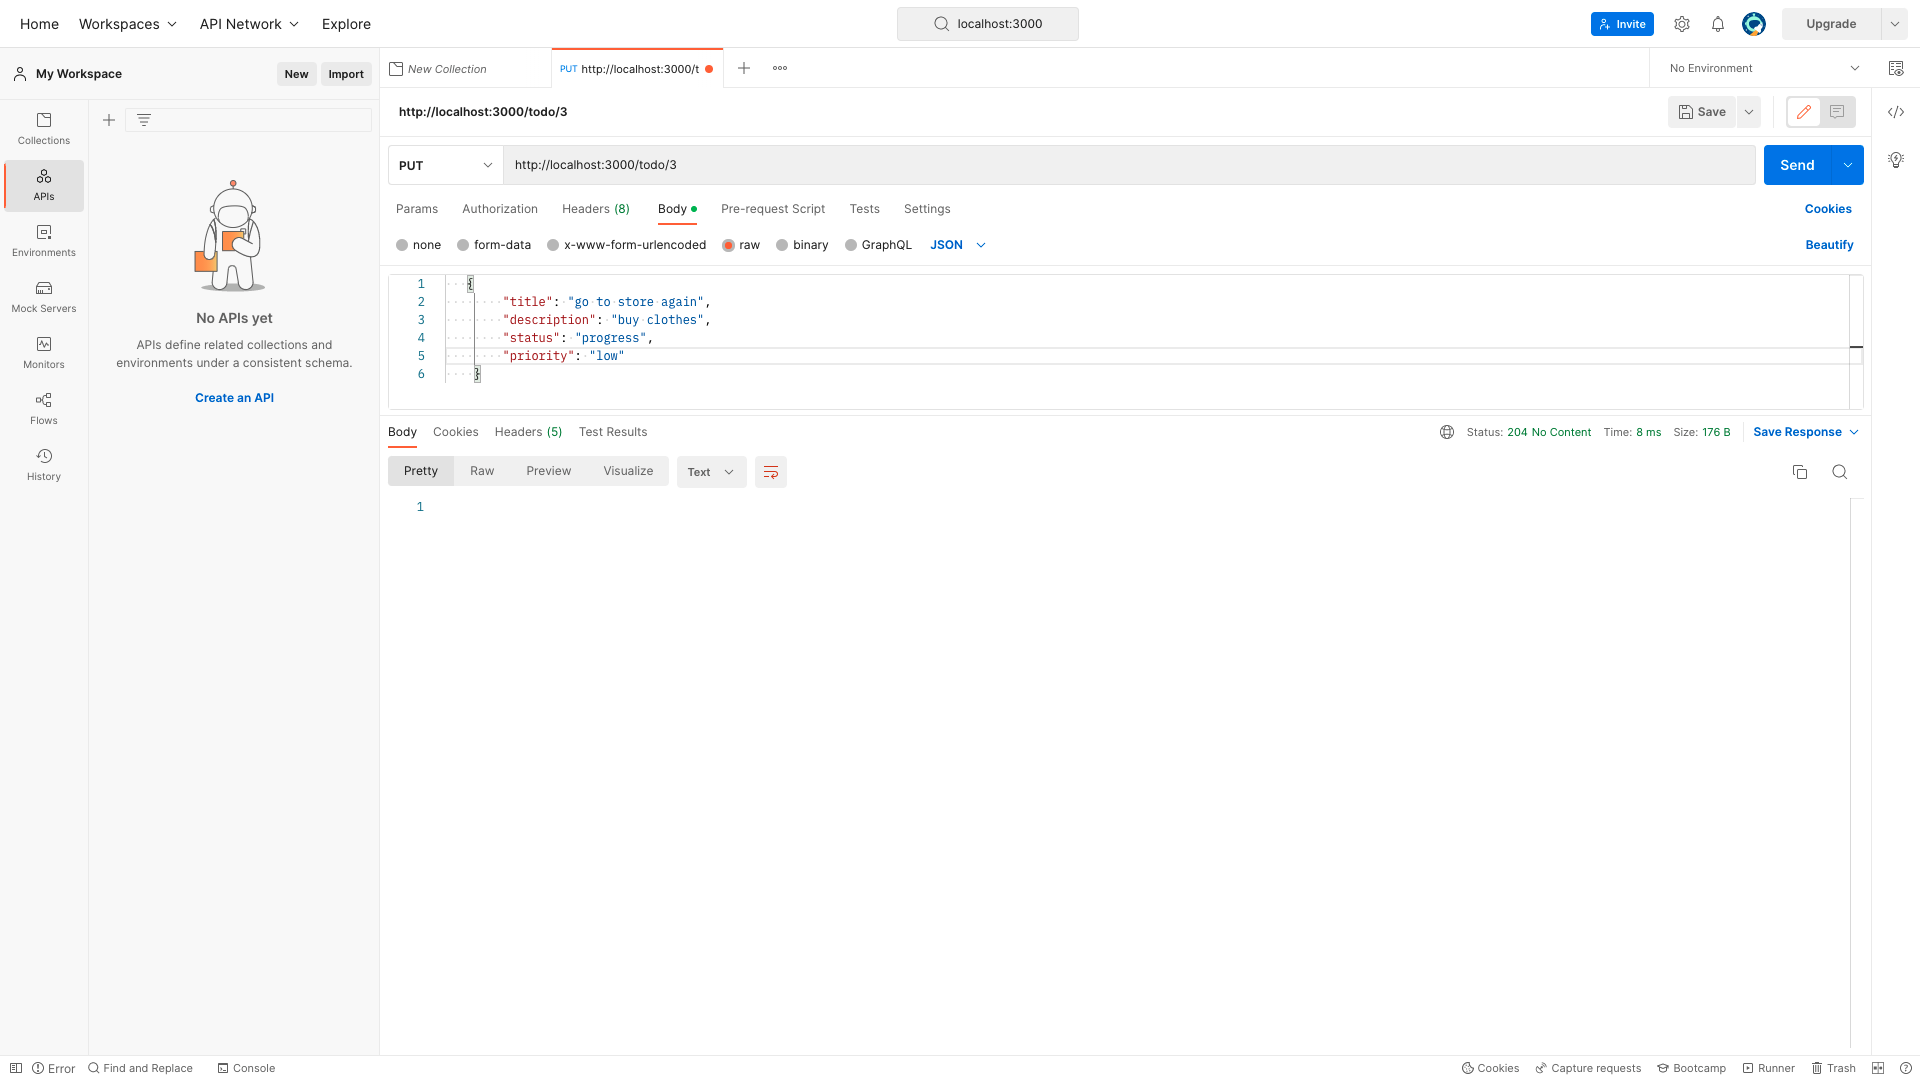 Home Workspaces API Network Explore
localhost:3000
Invite
Upgrade
My Workspace
New Import
New Collection
PUT http://localhost:3000/t
No Environment
Collections
APIs
Environments
Mock Servers
Monitors
Flows
History
No APIs yet
APIs define related collections and
environments under a consistent schema.
Create an API
http://localhost:3000/todo/3
Save
PUT
http://localhost:3000/todo/3
Send
Params Authorization Headers (8) Body Pre-request Script Tests Settings
Cookies
none form-data x-www-form-urlencoded raw binary GraphQL JSON
Beautify
1 {
2 "title": "go to store again",
3 "description": "buy clothes",
4 "status": "progress",
5 "priority": "low"
6 }
Body Cookies Headers (5) Test Results
Status: 204 No Content Time: 8 ms Size: 176 B
Save Response
Pretty Raw Preview Visualize
Text
1
Error Find and Replace Console
Cookies Capture requests Bootcamp Runner Trash